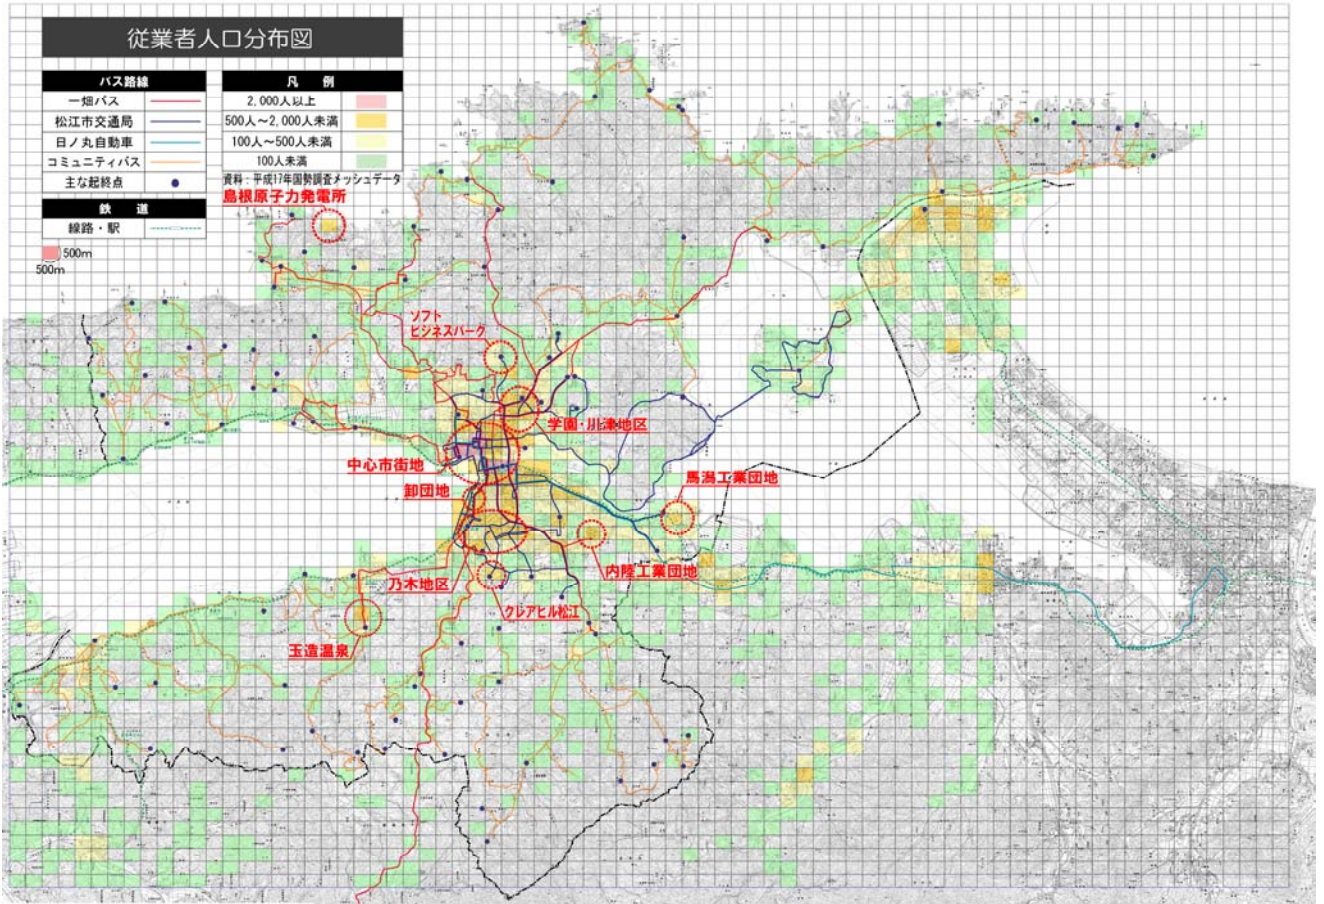 従業者人口分布図
バス路線
一畑バス
松江市交通局
日ノ丸自動車
コミュニティバス
主な起終点
鉄 道
線路・駅
凡 例
2,000人以上
500人~2,000人未満
100人~500人未満
100人未満
資料:平成17年国勢調査メッシュデータ
島根原子力発電所
500m
500m
ソフト
ビジネスパーク
学園・川津地区
中心市街地
卸団地
馬潟工業団地
内陸工業団地
乃木地区
クレアヒル松江
玉造温泉